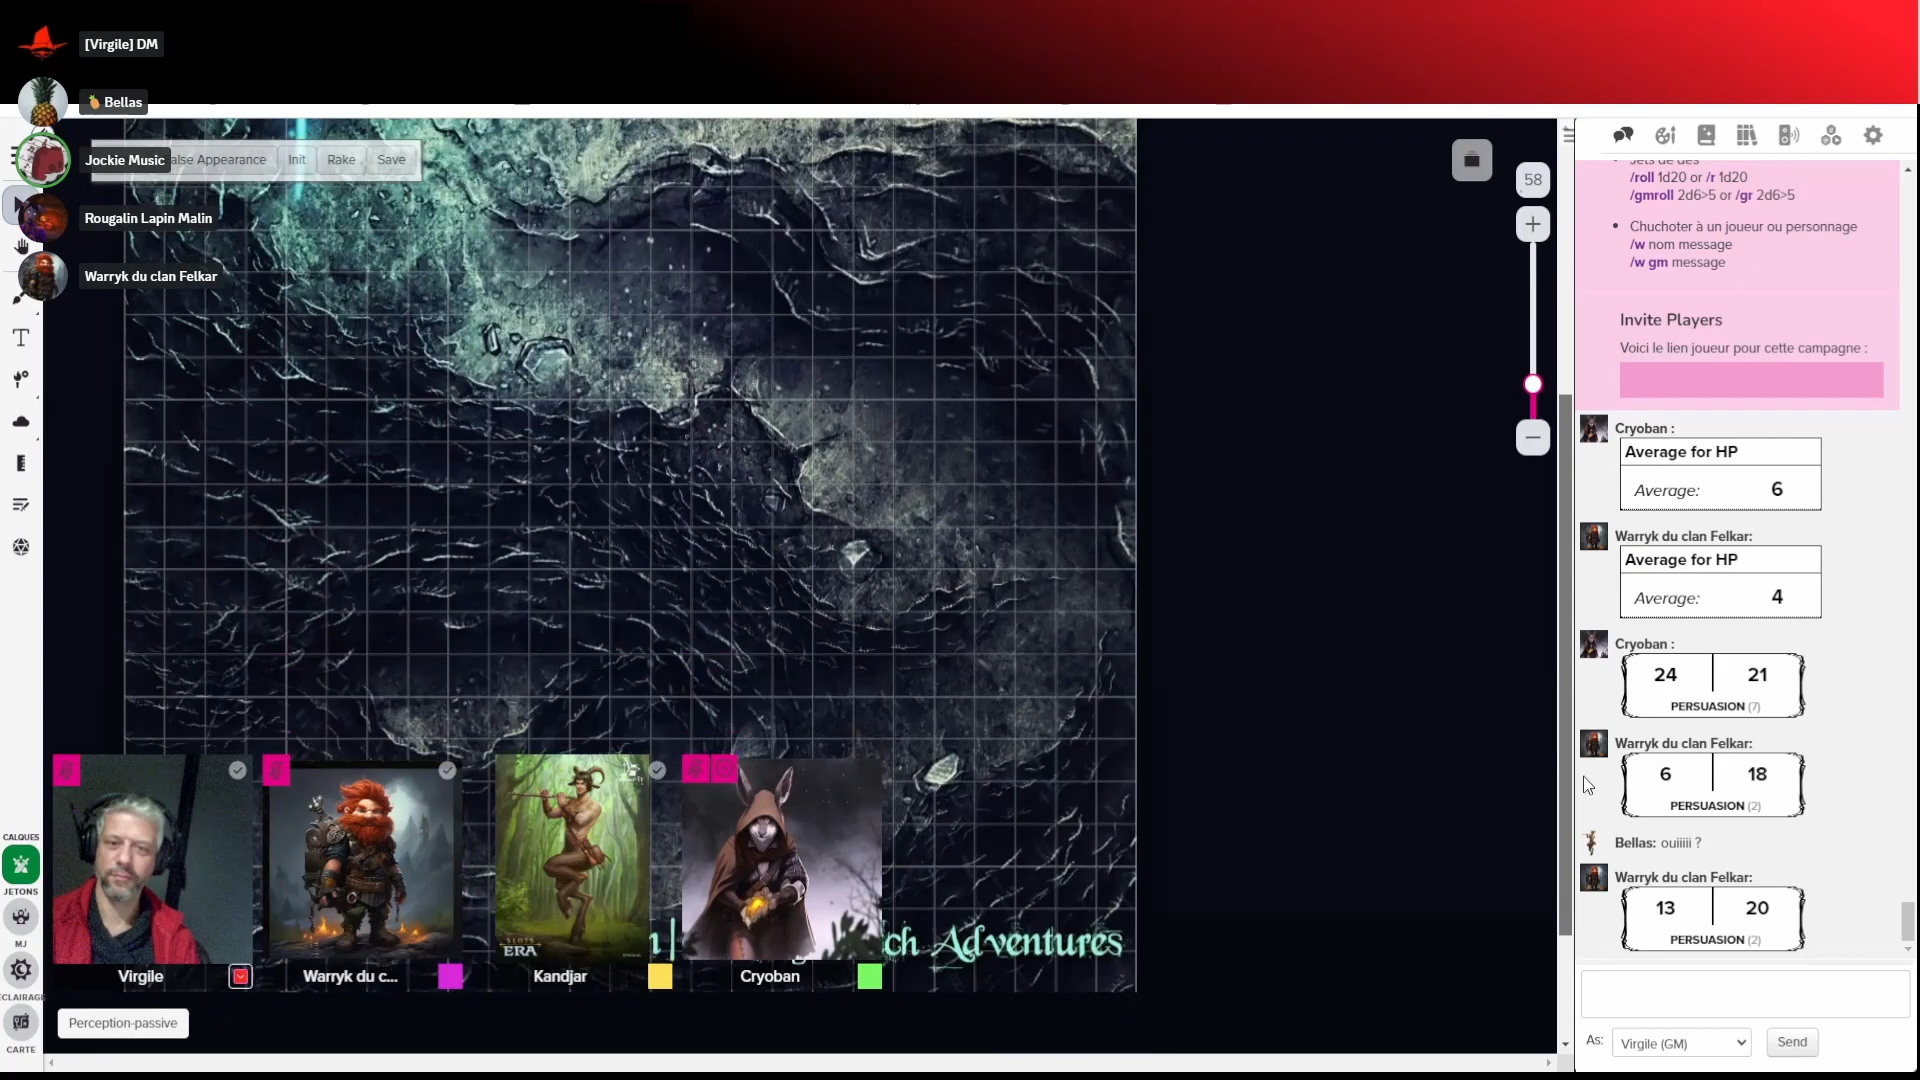 [Virgile] DM
Bellas
Jockie Music
alse Appearance
Init
Rake
Save
Rougalin Lapin Malin
Warryk du clan Felkar
58
Jets de dés
/roll 1d20 or /r 1d20
/gmroll 2d6>5 or /gr 2d6>5
• Chuchoter à un joueur ou personnage
/w nom message
/w gm message
Invite Players
Voici le lien joueur pour cette campagne :
Cryoban :
Average for HP
Average: 6
Warryk du clan Felkar:
Average for HP
Average: 4
Cryoban :
24 21
PERSUASION (7)
Warryk du clan Felkar:
6 18
PERSUASION (2)
Bellas: ouiiiii ?
Warryk du clan Felkar:
13 20
PERSUASION (2)
CALQUES
JETONS
MJ
ECLAIRAGE
CARTE
ERA
ch Adventures
Virgile
Warryk du c...
Kandjar
Cryoban
Perception-passive
As:
Virgile (GM)
Send